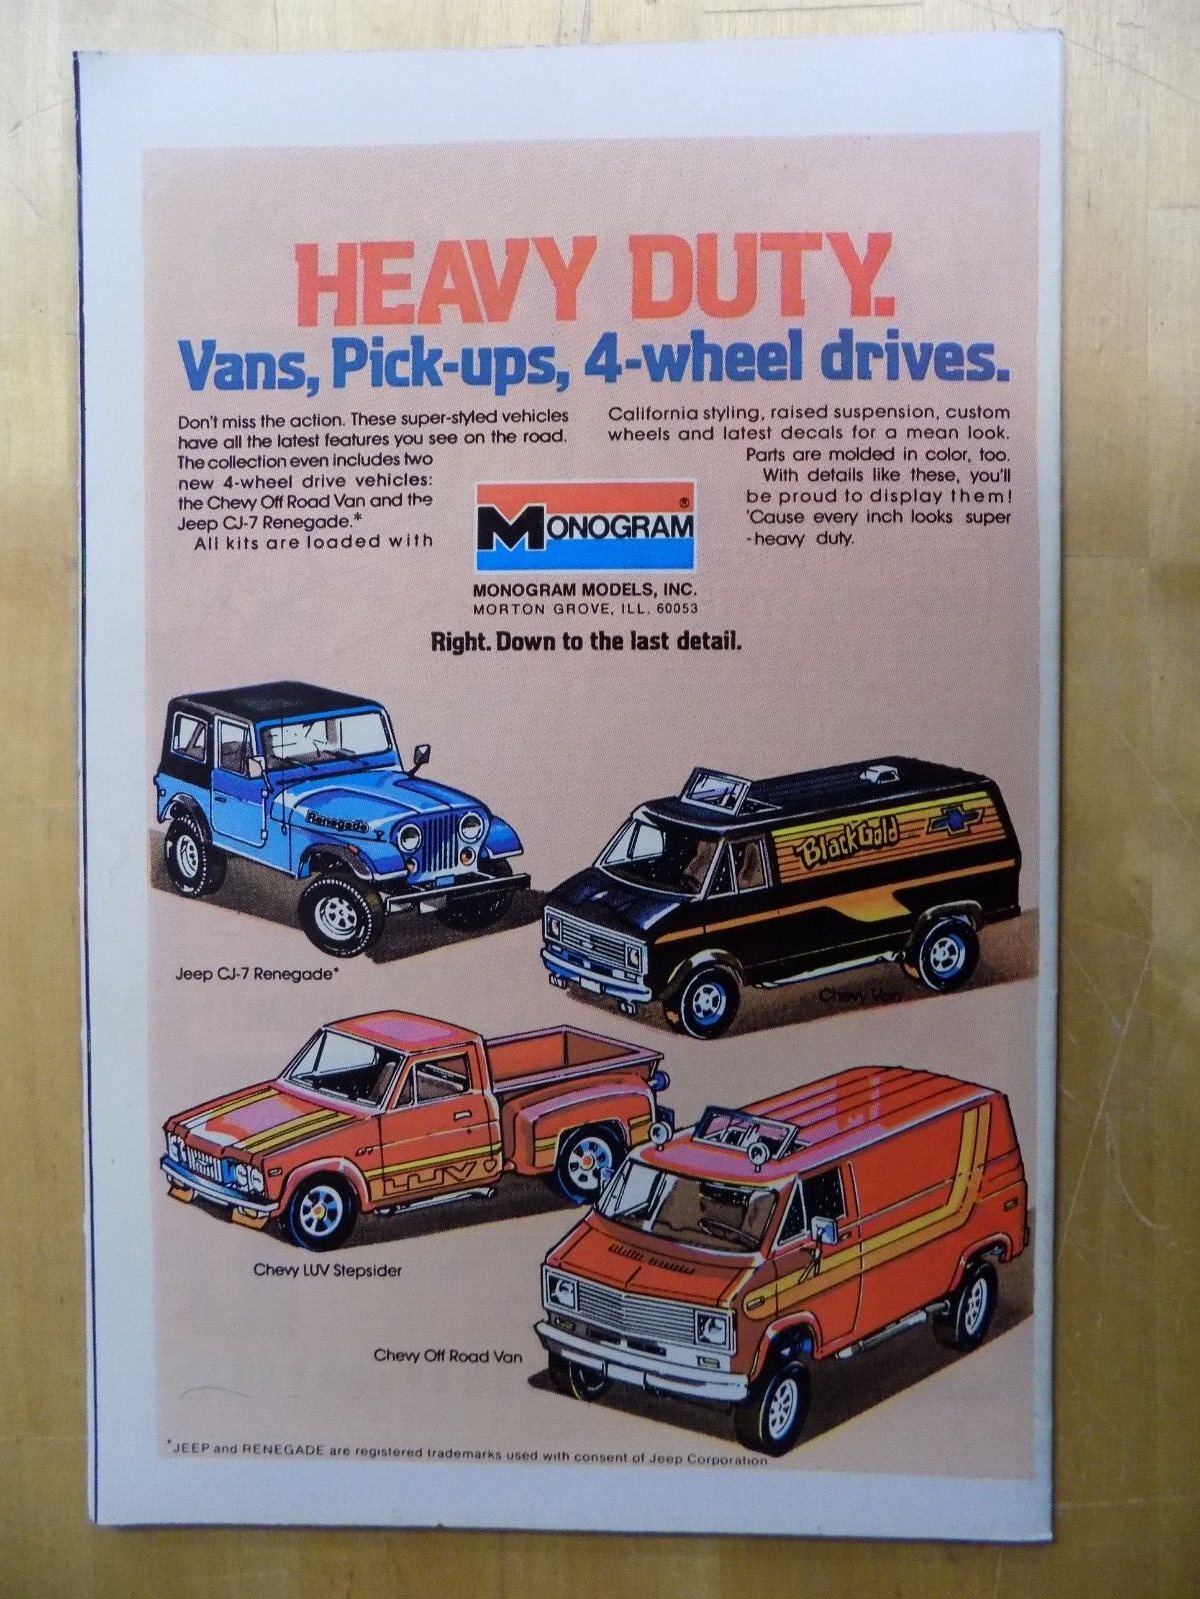 HEAVY DUTY.
Vans, Pick-ups, 4-wheel drives.
Don't miss the action. These super-styled vehicles
have all the latest features you see on the road.
The collection even includes two
new 4-wheel drive vehicles:
the Chevy Off Road Van and the
Jeep CJ-7 Renegade.*
All kits are loaded with
California styling, raised suspension, custom
wheels and latest decals for a mean look.
Parts are molded in color, too.
With details like these, you'll
be proud to display them!
'Cause every inch looks super
-heavy duty.
MONOGRAM ®
MONOGRAM MODELS, INC.
MORTON GROVE, ILL. 60053
Right. Down to the last detail.
Renegade
Jeep CJ-7 Renegade*
Black Gold
Chevy Van
LUV
Chevy LUV Stepsider
Chevy Off Road Van
*JEEP and RENEGADE are registered trademarks used with consent of Jeep Corporation